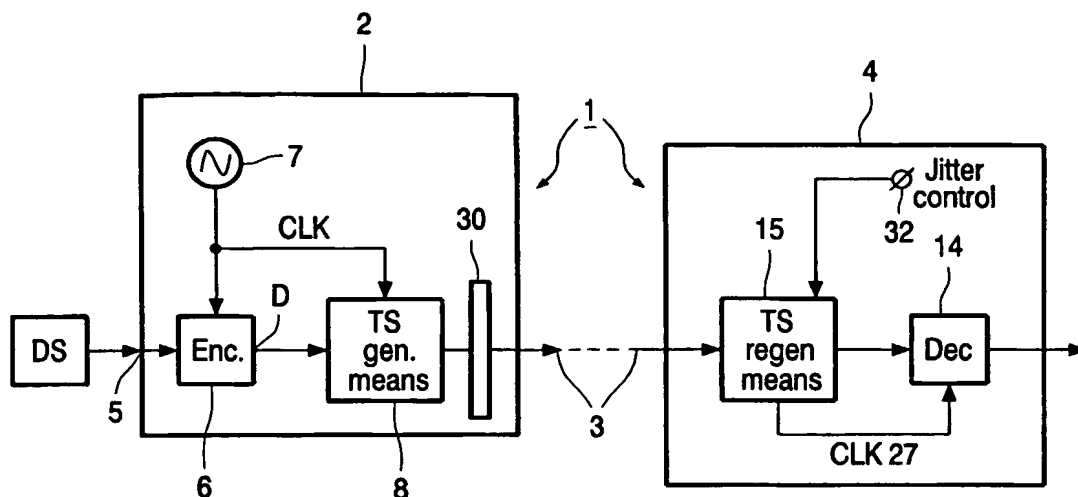 2
4
1
7
Jitter
control
32
CLK
30
15
14
D
DS
Enc.
TS
gen.
means
TS
regen
means
Dec
5
3
CLK 27
6
8